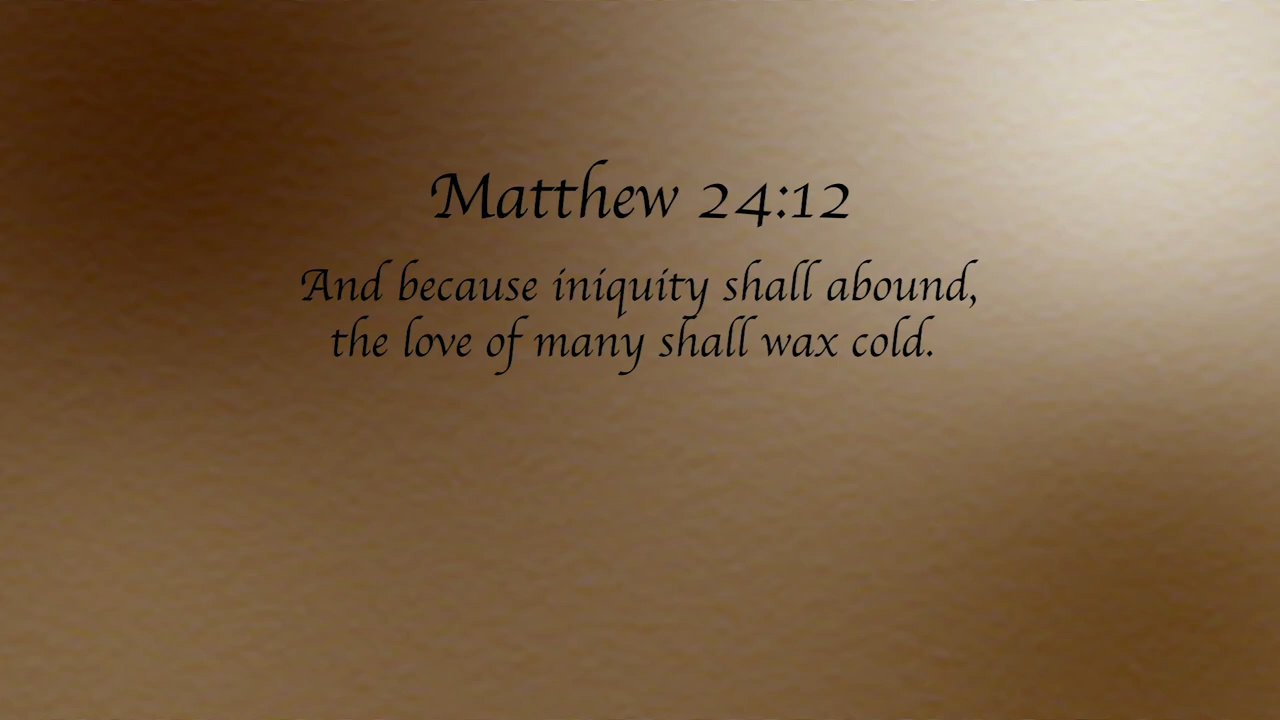 Matthew 24:12
And because iniquity shall abound,
the love of many shall wax cold.